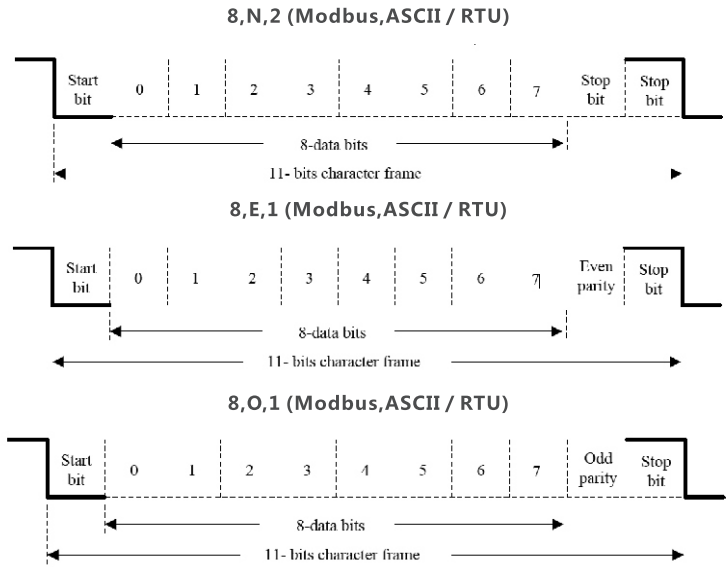 8,N,2 (Modbus,ASCII / RTU)
Start bit 0 1 2 3 4 5 6 7 Stop bit Stop bit
8-data bits
11- bits character frame
8,E,1 (Modbus,ASCII / RTU)
Start bit 0 1 2 3 4 5 6 7 Even parity Stop bit
8-data bits
11- bits character frame
8,O,1 (Modbus,ASCII / RTU)
Start bit 0 1 2 3 4 5 6 7 Odd parity Stop bit
8-data bits
11- bits character frame